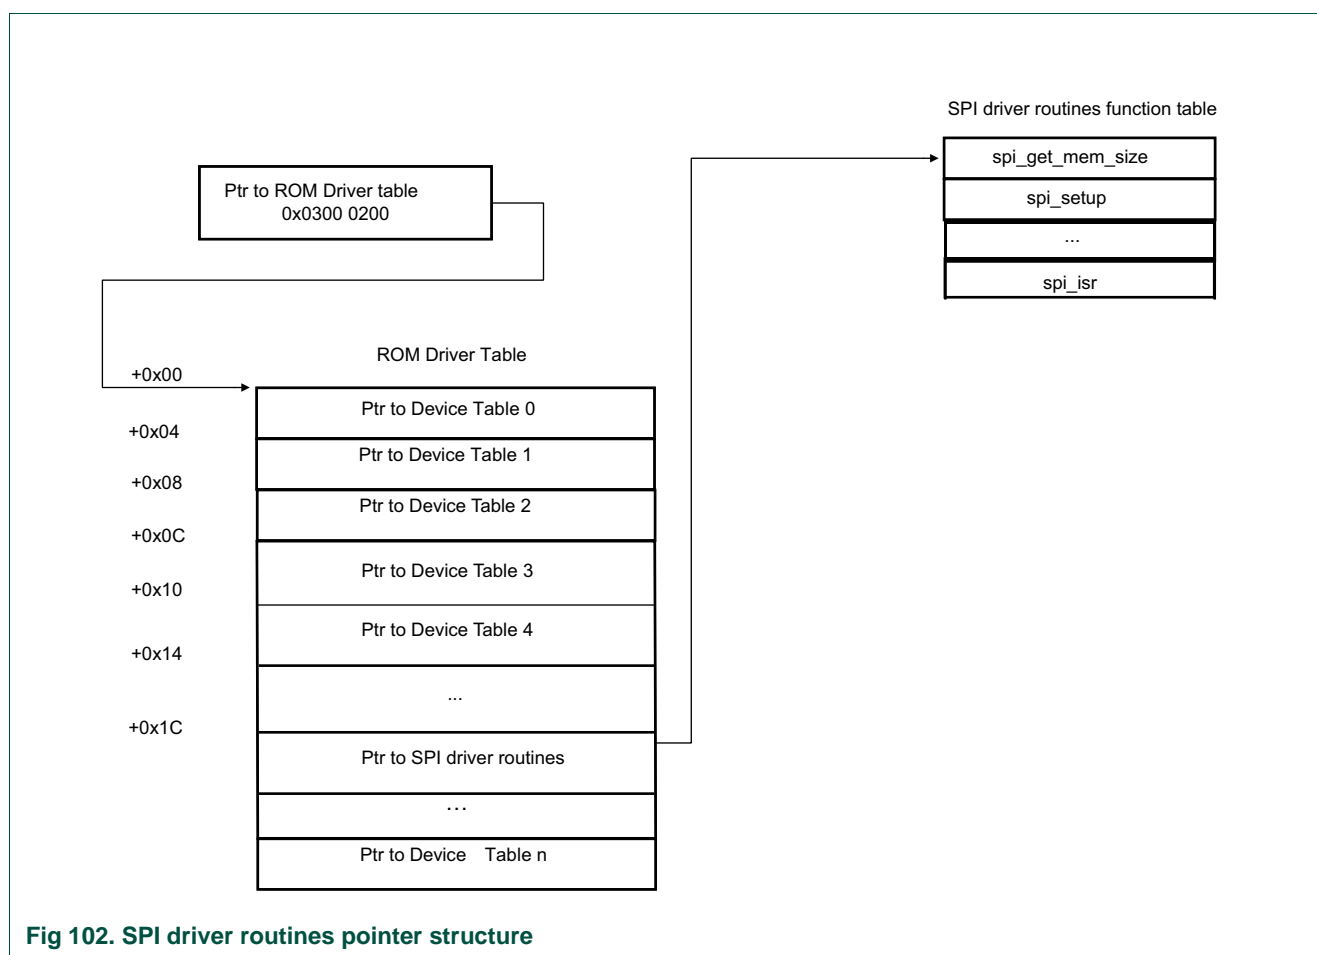 SPI driver routines function table
spi_get_mem_size
spi_setup
...
spi_isr
Ptr to ROM Driver table
0x0300 0200
ROM Driver Table
+0x00
Ptr to Device Table 0
+0x04
Ptr to Device Table 1
+0x08
Ptr to Device Table 2
+0x0C
Ptr to Device Table 3
+0x10
Ptr to Device Table 4
+0x14
...
+0x1C
Ptr to SPI driver routines
...
Ptr to Device Table n
Fig 102. SPI driver routines pointer structure